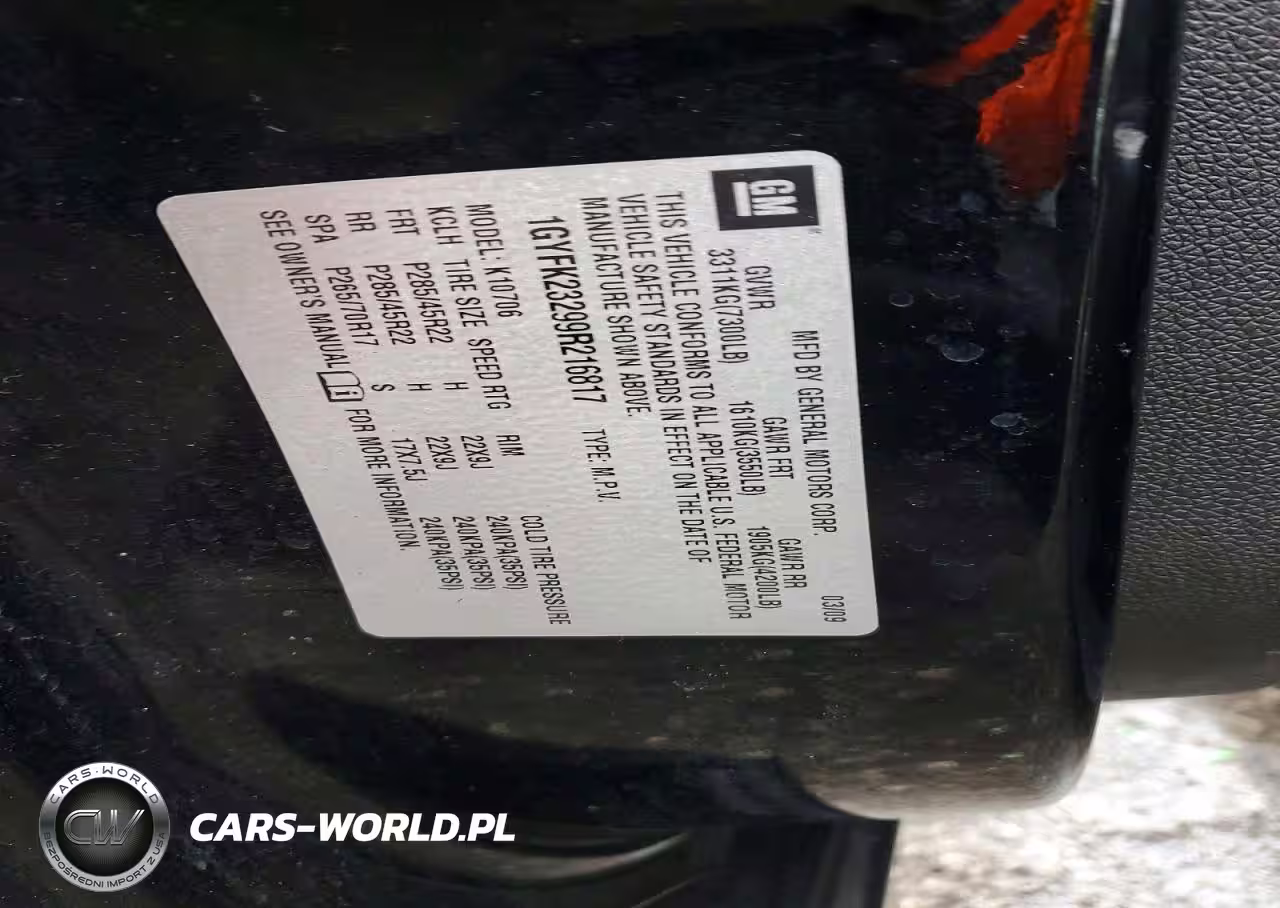 GM
MFD BY GENERAL MOTORS CORP. 03/09
GVWR GAWR FRT GAWR RR
3311KG(7300LB) 1610KG(3550LB) 1905KG(4200LB)
THIS VEHICLE CONFORMS TO ALL APPLICABLE U.S. FEDERAL MOTOR
VEHICLE SAFETY STANDARDS IN EFFECT ON THE DATE OF
MANUFACTURE SHOWN ABOVE.
1GYFK23299R216817 TYPE: M.P.V.
MODEL: K10706
KCLH TIRE SIZE SPEED RTG RIM COLD TIRE PRESSURE
FRT P285/45R22 H 22X9J 240KPA(35PSI)
RR P285/45R22 H 22X9J 240KPA(35PSI)
SPA P265/70R17 S 17X7.5J 240KPA(35PSI)
SEE OWNER'S MANUAL FOR MORE INFORMATION.
CARS-WORLD
CW
BEZPOŚREDNI IMPORT Z USA
CARS-WORLD.PL